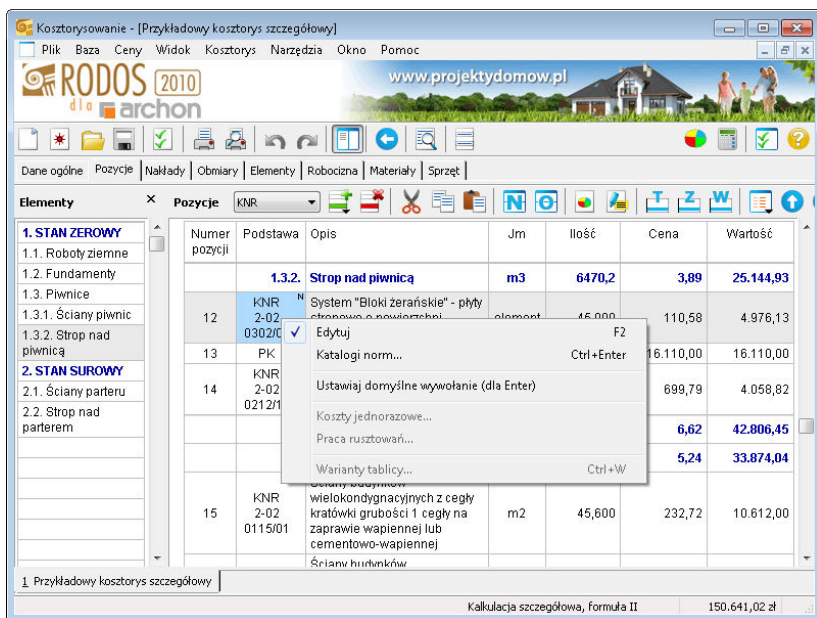 Kosztorysowanie - [Przykładowy kosztorys szczegółowy]
Plik Baza Ceny Widok Kosztorys Narzędzia Okno Pomoc
RODOS 2010
dla archon
www.projektydomow.pl
Dane ogólne Pozycje Nakłady Obmiary Elementy Robocizna Materiały Sprzęt
Elementy × Pozycje KNR N O T Z W
1. STAN ZEROWY
1.1. Roboty ziemne
1.2. Fundamenty
1.3. Piwnice
1.3.1. Ściany piwnic
1.3.2. Strop nad
piwnicą
2. STAN SUROWY
2.1. Ściany parteru
2.2. Strop nad
parterem
Numer
pozycji
Podstawa Opis Jm Ilość Cena Wartość
1.3.2. Strop nad piwnicą m3 6470,2 3,89 25.144,93
12
KNR N
2-02
0302/0
System "Bloki żerańskie" - płyty
stropowe o powierzchni
element 46,000 110,58 4.976,13
13 PK 16.110,00 16.110,00
14
KNR
2-02
0212/1
699,79 4.058,82
6,62 42.806,45
5,24 33.874,04
Edytuj F2
Katalogi norm... Ctrl+Enter
Ustawiaj domyślne wywołanie (dla Enter)
Koszty jednorazowe...
Praca rusztowań...
Warianty tablicy... Ctrl+W
15
KNR
2-02
0115/01
Ściany budynków
wielokondygnacyjnych z cegły
kratówki grubości 1 cegły na
zaprawie wapiennej lub
cementowo-wapiennej
m2 45,600 232,72 10.612,00
Ściany budynków
1 Przykładowy kosztorys szczegółowy
Kalkulacja szczegółowa, formuła II 150.641,02 zł